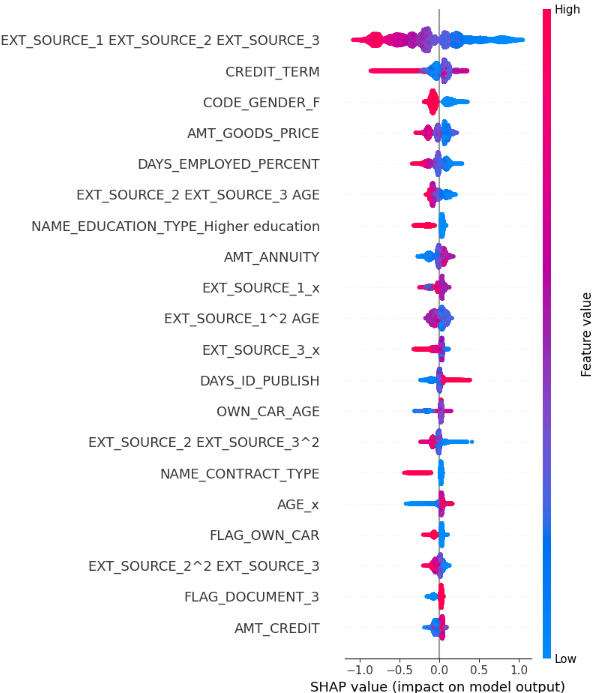 High
EXT_SOURCE_1 EXT_SOURCE_2 EXT_SOURCE_3
CREDIT_TERM
CODE_GENDER_F
AMT_GOODS_PRICE
DAYS_EMPLOYED_PERCENT
EXT_SOURCE_2 EXT_SOURCE_3 AGE
NAME_EDUCATION_TYPE_Higher education
AMT_ANNUITY
EXT_SOURCE_1_x
EXT_SOURCE_1^2 AGE
EXT_SOURCE_3_x
DAYS_ID_PUBLISH
OWN_CAR_AGE
EXT_SOURCE_2 EXT_SOURCE_3^2
NAME_CONTRACT_TYPE
AGE_x
FLAG_OWN_CAR
EXT_SOURCE_2^2 EXT_SOURCE_3
FLAG_DOCUMENT_3
AMT_CREDIT
Feature value
Low
−1.0 −0.5 0.0 0.5 1.0
SHAP value (impact on model output)